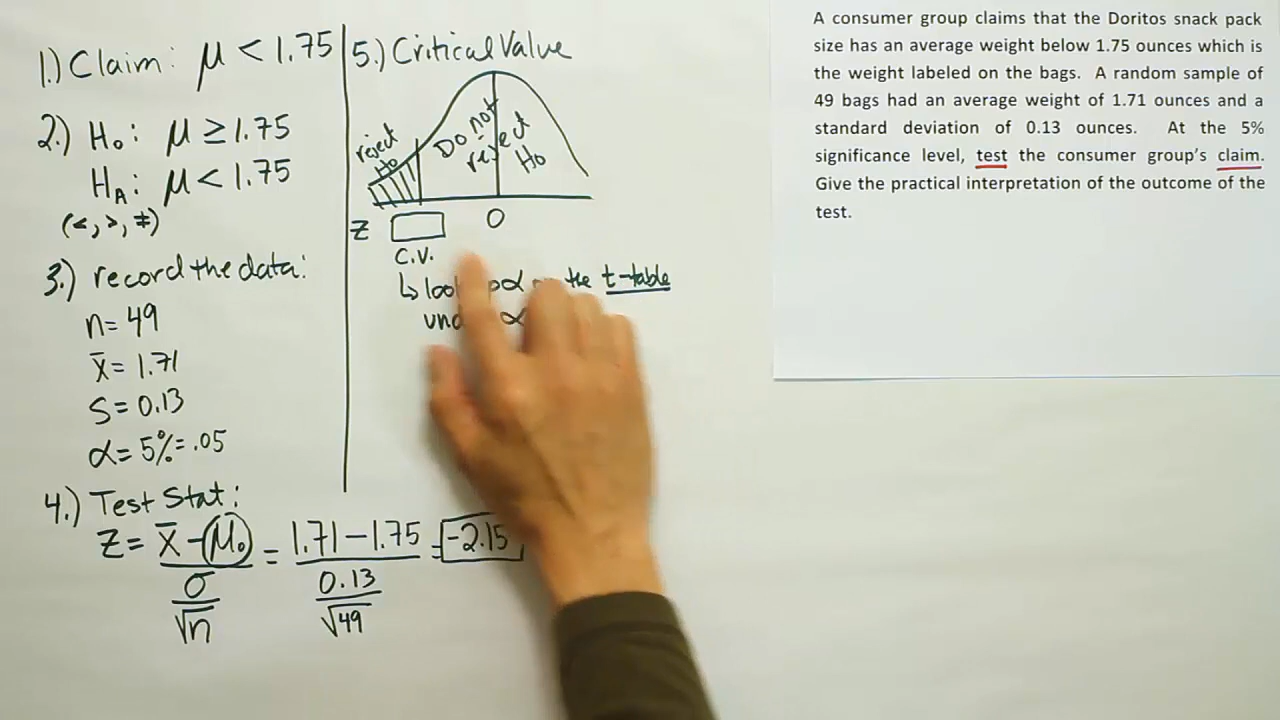 1.) Claim: μ < 1.75
2.) H₀: μ ≥ 1.75
H_A: μ < 1.75
(<, >, ≠)
3.) record the data:
n = 49
x̄ = 1.71
s = 0.13
α = 5% = .05
4.) Test Stat:
z = (x̄ - μ₀) / (σ/√n) = (1.71 - 1.75) / (0.13/√49) = -2.15
5.) Critical Value
reject H₀
Do not reject H₀
z 0
C.V.
↳ the t-table
α
A consumer group claims that the Doritos snack pack
size has an average weight below 1.75 ounces which is
the weight labeled on the bags. A random sample of
49 bags had an average weight of 1.71 ounces and a
standard deviation of 0.13 ounces. At the 5%
significance level, test the consumer group's claim.
Give the practical interpretation of the outcome of the
test.